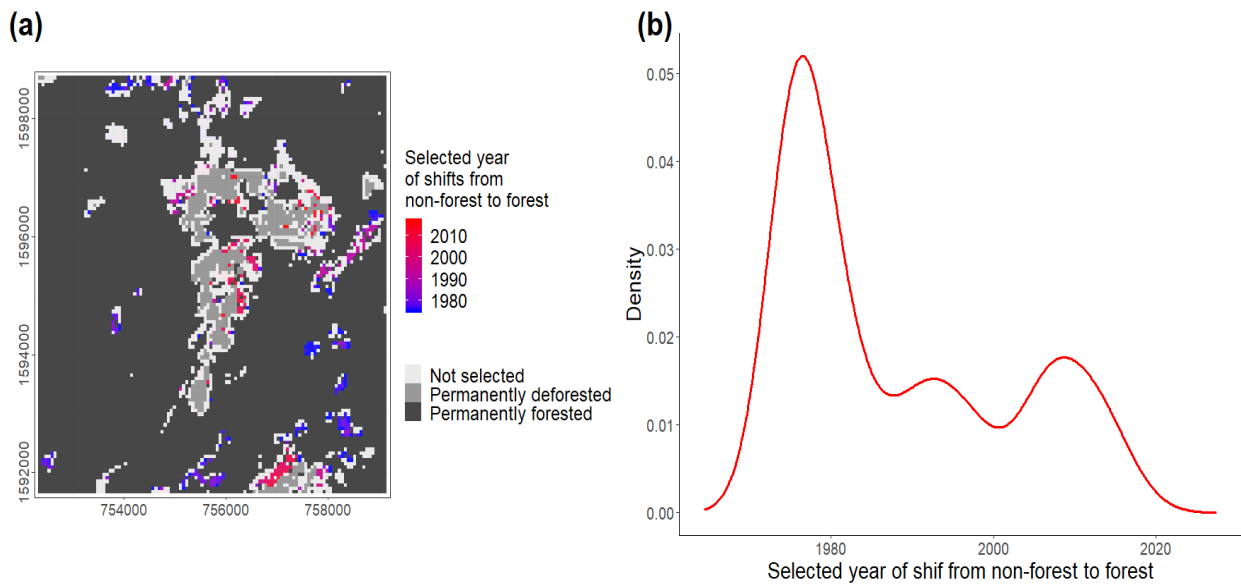 (a)
1598000
1596000
1594000
1592000
754000
756000
758000
Selected year
of shifts from
non-forest to forest
2010
2000
1990
1980
Not selected
Permanently deforested
Permanently forested
(b)
Density
0.05
0.04
0.03
0.02
0.01
0.00
1980
2000
2020
Selected year of shif from non-forest to forest